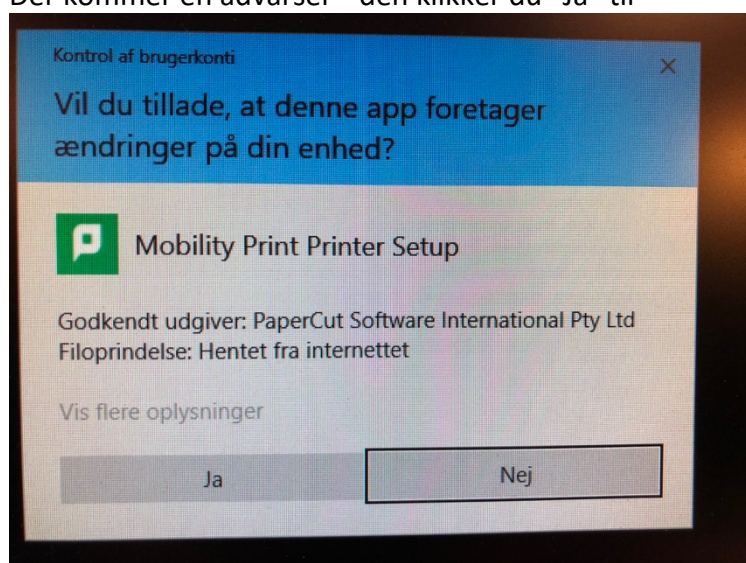 Kontrol af brugerkonti
Vil du tillade, at denne app foretager
ændringer på din enhed?
Mobility Print Printer Setup
Godkendt udgiver: PaperCut Software International Pty Ltd
Filoprindelse: Hentet fra internettet
Vis flere oplysninger
Ja
Nej